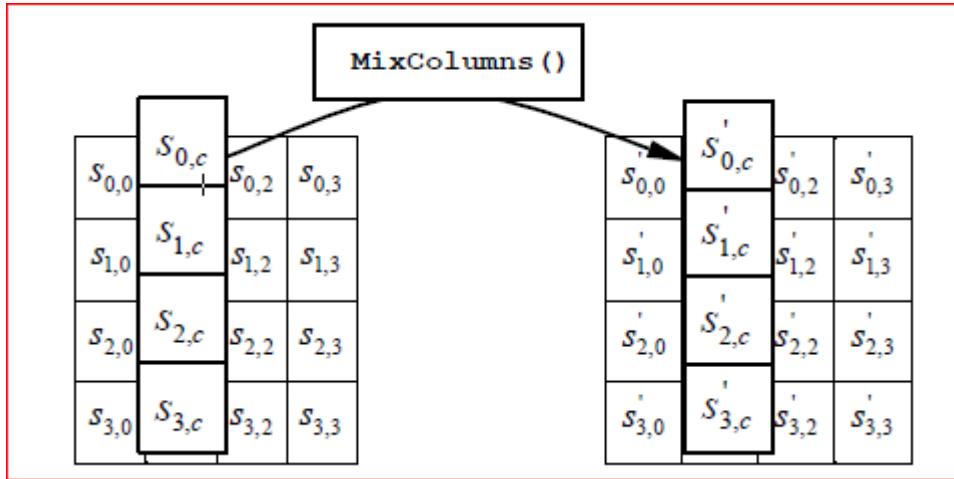 MixColumns()
s0,0 S0,c s0,2 s0,3
s1,0 S1,c s1,2 s1,3
s2,0 S2,c s2,2 s2,3
s3,0 S3,c s3,2 s3,3
s'0,0 S'0,c s'0,2 s'0,3
s'1,0 S'1,c s'1,2 s'1,3
s'2,0 S'2,c s'2,2 s'2,3
s'3,0 S'3,c s'3,2 s'3,3